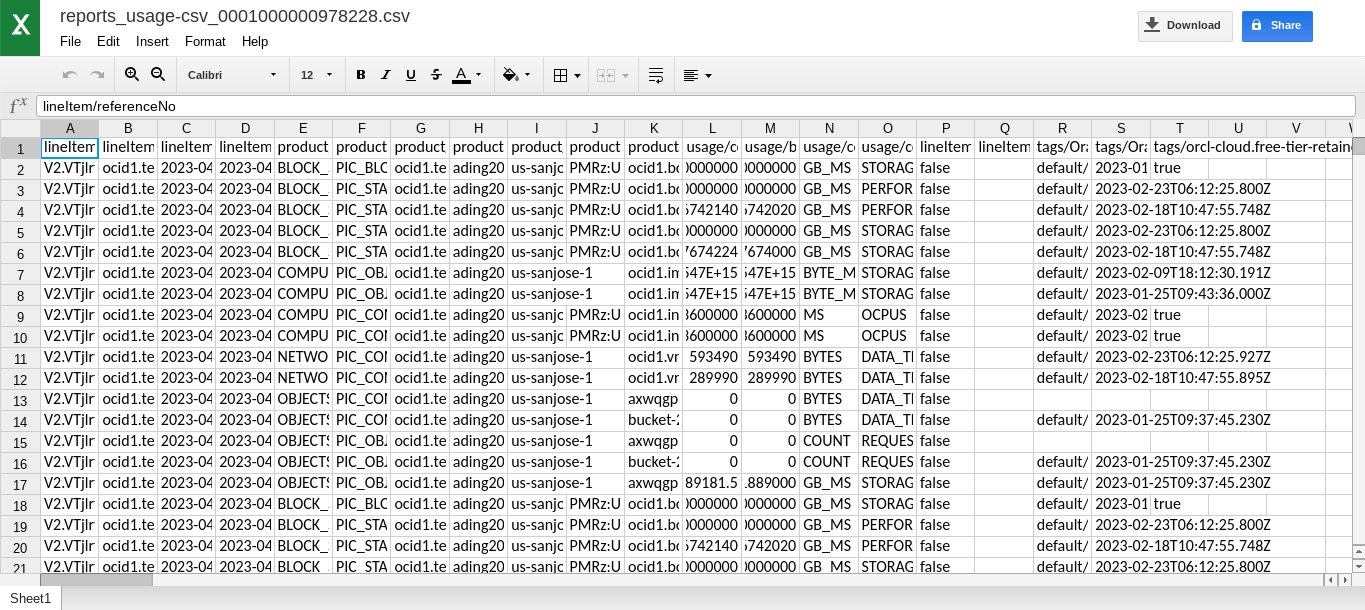 reports_usage-csv_0001000000978228.csv
File Edit Insert Format Help
Download
Share
Calibri 12 B I U S A
fx lineItem/referenceNo
A B C D E F G H I J K L M N O P Q R S T U V
1 lineItem lineItem lineItem lineItem product product product product product product product usage/co usage/b usage/co usage/co lineItem lineItem tags/Ora tags/Ora tags/orcl-cloud.free-tier-retaine
2 V2.VTjlr ocid1.te 2023-04 2023-04 BLOCK_ PIC_BLC ocid1.te ading20 us-sanjc PMRz:U ocid1.bo 0000000 0000000 GB_MS STORAG false default/ 2023-01 true
3 V2.VTjlr ocid1.te 2023-04 2023-04 BLOCK_ PIC_STA ocid1.te ading20 us-sanjc PMRz:U ocid1.bo 0000000 0000000 GB_MS PERFOR false default/ 2023-02-23T06:12:25.800Z
4 V2.VTjlr ocid1.te 2023-04 2023-04 BLOCK_ PIC_STA ocid1.te ading20 us-sanjc PMRz:U ocid1.bo 6742140 6742020 GB_MS PERFOR false default/ 2023-02-18T10:47:55.748Z
5 V2.VTjlr ocid1.te 2023-04 2023-04 BLOCK_ PIC_STA ocid1.te ading20 us-sanjc PMRz:U ocid1.bo 0000000 0000000 GB_MS STORAG false default/ 2023-02-23T06:12:25.800Z
6 V2.VTjlr ocid1.te 2023-04 2023-04 BLOCK_ PIC_STA ocid1.te ading20 us-sanjc PMRz:U ocid1.bo 7674224 7674000 GB_MS STORAG false default/ 2023-02-18T10:47:55.748Z
7 V2.VTjlr ocid1.te 2023-04 2023-04 COMPU PIC_OBJ ocid1.te ading20 us-sanjose-1 ocid1.im 547E+15 547E+15 BYTE_M STORAG false default/ 2023-02-09T18:12:30.191Z
8 V2.VTjlr ocid1.te 2023-04 2023-04 COMPU PIC_OBJ ocid1.te ading20 us-sanjose-1 ocid1.im 547E+15 547E+15 BYTE_M STORAG false default/ 2023-01-25T09:43:36.000Z
9 V2.VTjlr ocid1.te 2023-04 2023-04 COMPU PIC_CON ocid1.te ading20 us-sanjc PMRz:U ocid1.in 3600000 3600000 MS OCPUS false default/ 2023-02 true
10 V2.VTjlr ocid1.te 2023-04 2023-04 COMPU PIC_CON ocid1.te ading20 us-sanjc PMRz:U ocid1.in 3600000 3600000 MS OCPUS false default/ 2023-02 true
11 V2.VTjlr ocid1.te 2023-04 2023-04 NETWO PIC_CON ocid1.te ading20 us-sanjose-1 ocid1.vn 593490 593490 BYTES DATA_TI false default/ 2023-02-23T06:12:25.927Z
12 V2.VTjlr ocid1.te 2023-04 2023-04 NETWO PIC_CON ocid1.te ading20 us-sanjose-1 ocid1.vn 289990 289990 BYTES DATA_TI false default/ 2023-02-18T10:47:55.895Z
13 V2.VTjlr ocid1.te 2023-04 2023-04 OBJECTS PIC_CON ocid1.te ading20 us-sanjose-1 axwqgp 0 0 BYTES DATA_TI false
14 V2.VTjlr ocid1.te 2023-04 2023-04 OBJECTS PIC_CON ocid1.te ading20 us-sanjose-1 bucket-2 0 0 BYTES DATA_TI false default/ 2023-01-25T09:37:45.230Z
15 V2.VTjlr ocid1.te 2023-04 2023-04 OBJECTS PIC_OBJ ocid1.te ading20 us-sanjose-1 axwqgp 0 0 COUNT REQUES false
16 V2.VTjlr ocid1.te 2023-04 2023-04 OBJECTS PIC_OBJ ocid1.te ading20 us-sanjose-1 bucket-2 0 0 COUNT REQUES false default/ 2023-01-25T09:37:45.230Z
17 V2.VTjlr ocid1.te 2023-04 2023-04 OBJECTS PIC_OBJ ocid1.te ading20 us-sanjose-1 axwqgp 89181.5 .889000 GB_MS STORAG false default/ 2023-01-25T09:37:45.230Z
18 V2.VTjlr ocid1.te 2023-04 2023-04 BLOCK_ PIC_BLC ocid1.te ading20 us-sanjc PMRz:U ocid1.bo 0000000 0000000 GB_MS STORAG false default/ 2023-01 true
19 V2.VTjlr ocid1.te 2023-04 2023-04 BLOCK_ PIC_STA ocid1.te ading20 us-sanjc PMRz:U ocid1.bo 0000000 0000000 GB_MS PERFOR false default/ 2023-02-23T06:12:25.800Z
20 V2.VTjlr ocid1.te 2023-04 2023-04 BLOCK_ PIC_STA ocid1.te ading20 us-sanjc PMRz:U ocid1.bo 6742140 6742020 GB_MS PERFOR false default/ 2023-02-18T10:47:55.748Z
21 V2.VTjlr ocid1.te 2023-04 2023-04 BLOCK_ PIC_STA ocid1.te ading20 us-sanjc PMRz:U ocid1.bo 0000000 0000000 GB_MS STORAG false default/ 2023-02-23T06:12:25.800Z
Sheet1